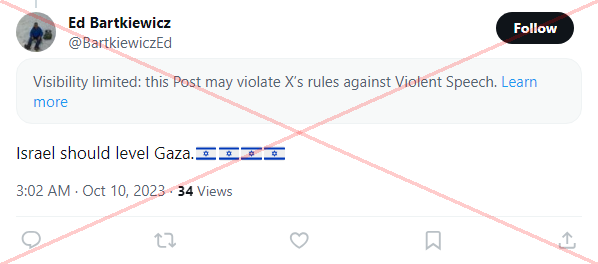 Ed Bartkiewicz
@BartkiewiczEd
Follow
Visibility limited: this Post may violate X's rules against Violent Speech. Learn
more
Israel should level Gaza.🇮🇱🇮🇱🇮🇱🇮🇱
3:02 AM · Oct 10, 2023 · 34 Views